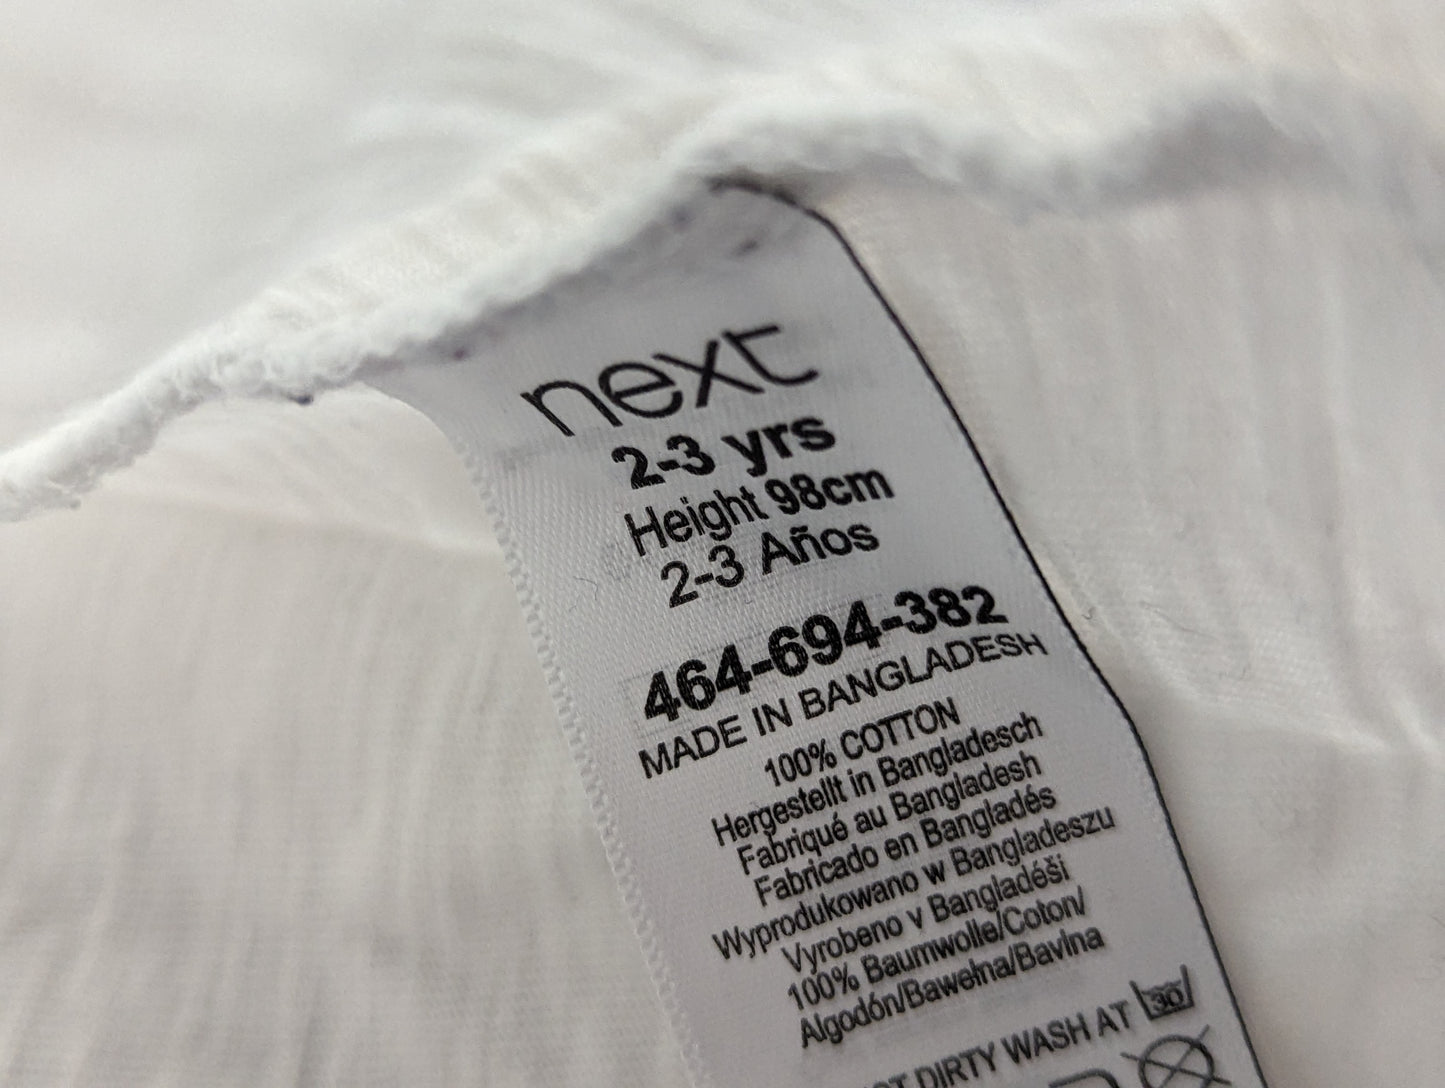 next
2-3 yrs
Height 98cm
2-3 Años
464-694-382
MADE IN BANGLADESH
100% COTTON
Hergestellt in Bangladesch
Fabriqué au Bangladesh
Fabricado en Bangladés
Wyprodukowano w Bangladeszu
Vyrobeno v Bangladéši
100% Baumwolle/Coton/
Algodón/Bawełna/Bavlna
DIRTY WASH AT 30